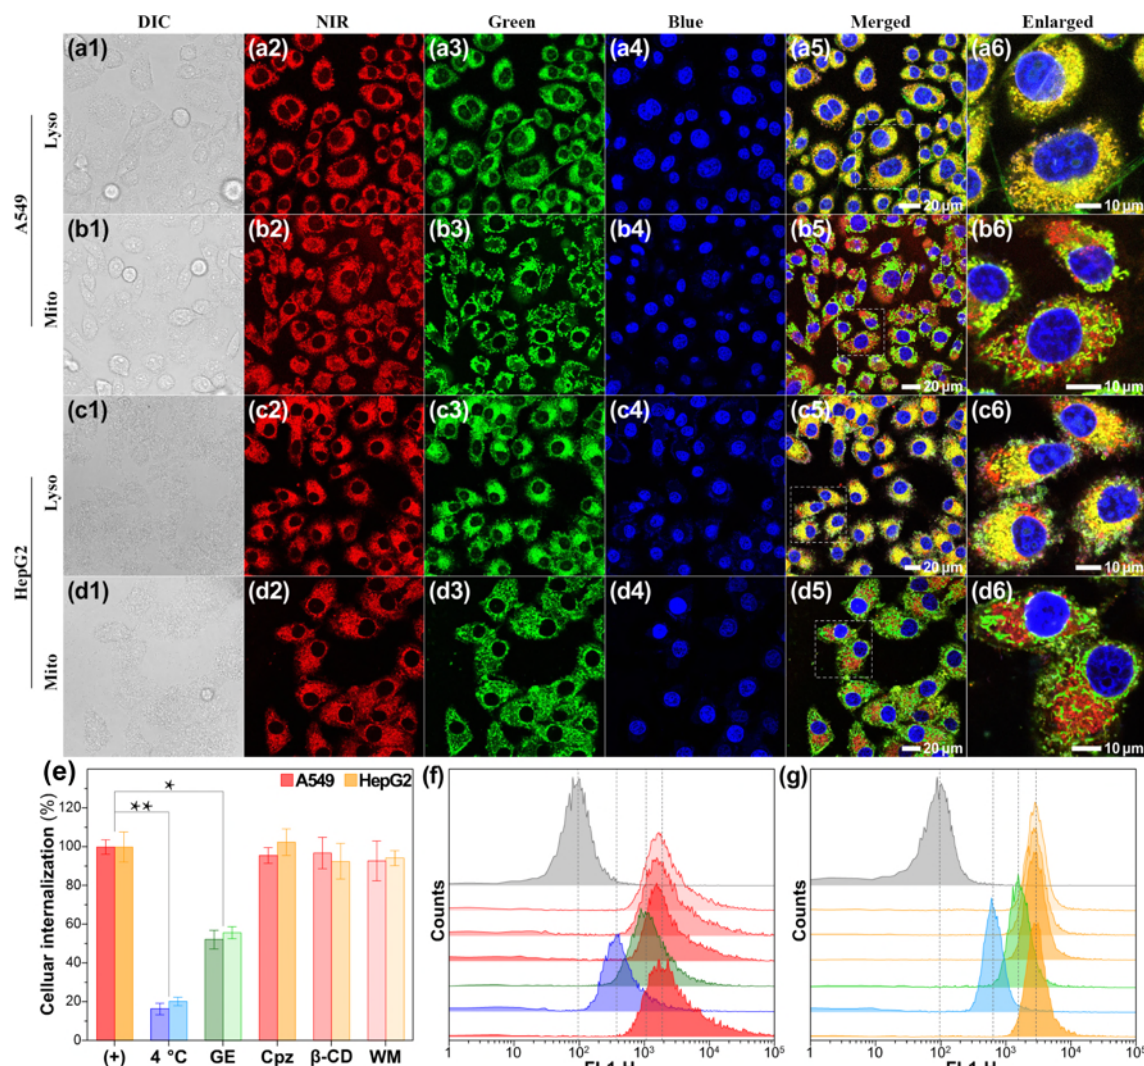 DIC NIR Green Blue Merged Enlarged
A549
Lyso
(a1) (a2) (a3) (a4) (a5) (a6)
20 μm 10 μm
Mito
(b1) (b2) (b3) (b4) (b5) (b6)
20 μm 10 μm
HepG2
Lyso
(c1) (c2) (c3) (c4) (c5) (c6)
20 μm 10 μm
Mito
(d1) (d2) (d3) (d4) (d5) (d6)
20 μm 10 μm
(e)
Celluar internalization (%)
120
100
80
60
40
20
0
A549 HepG2
*
**
(+) 4 °C GE Cpz β-CD WM
(f)
Counts
1 10 10² 10³ 10⁴ 10⁵
(g)
Counts
1 10 10² 10³ 10⁴ 10⁵